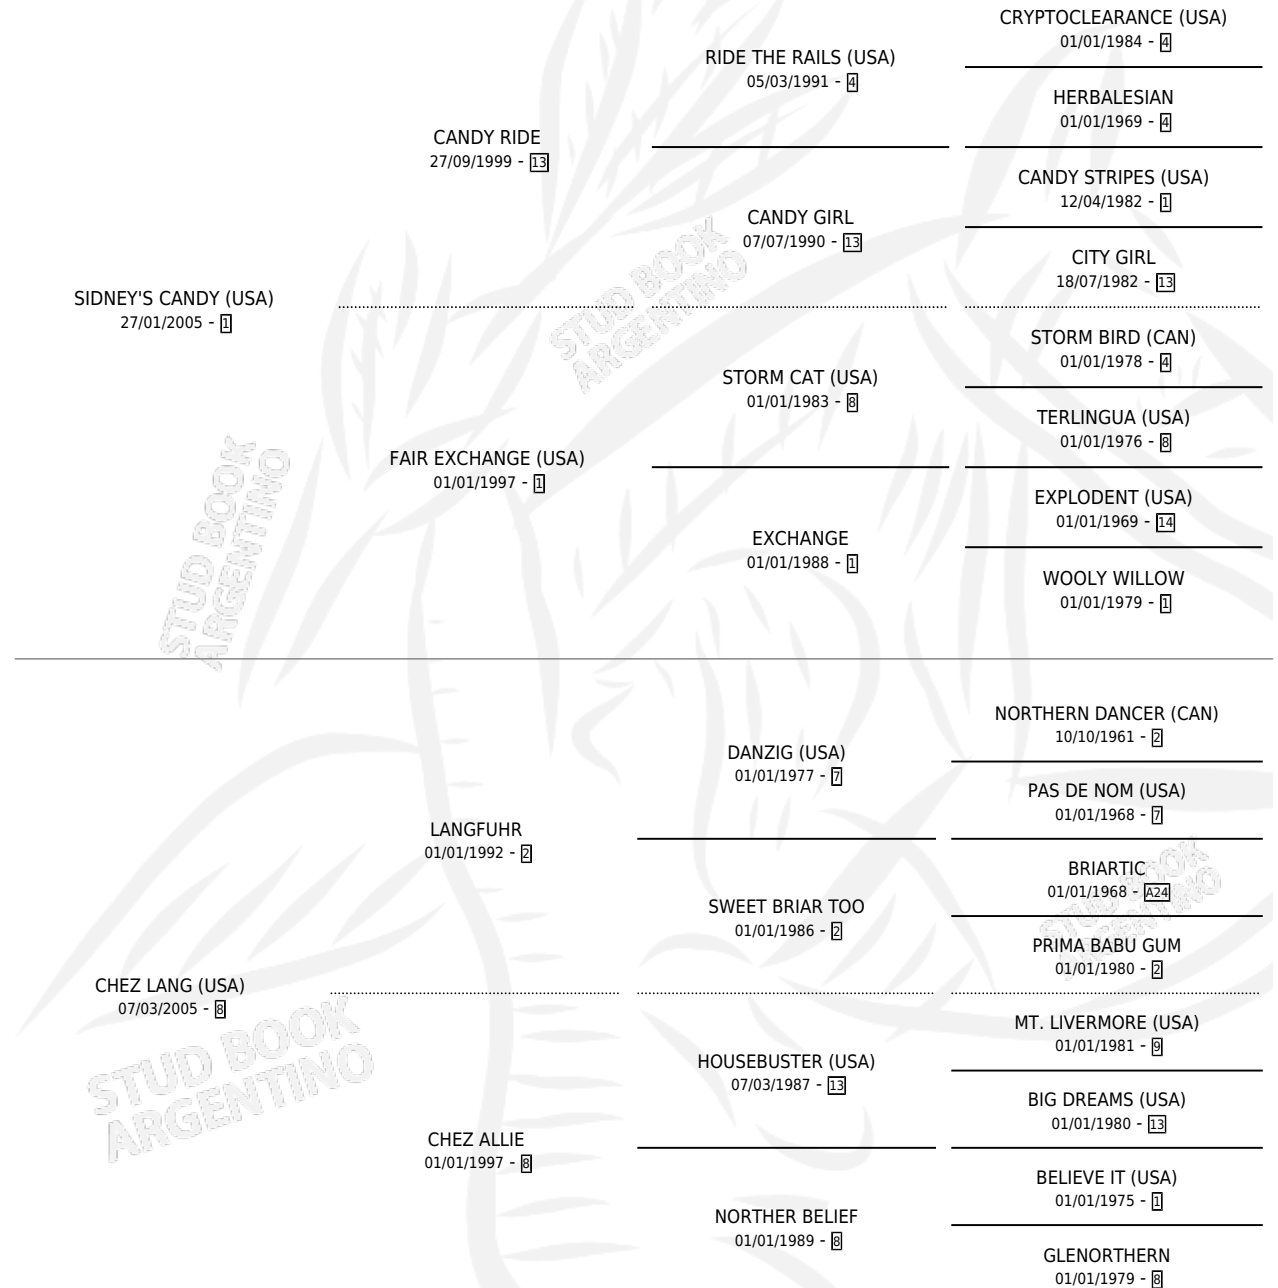 CRYPTOCLEARANCE (USA)
01/01/1984 - 4
RIDE THE RAILS (USA)
05/03/1991 - 4
HERBALESIAN
01/01/1969 - 4
CANDY RIDE
27/09/1999 - 13
CANDY STRIPES (USA)
12/04/1982 - 1
CANDY GIRL
07/07/1990 - 13
CITY GIRL
18/07/1982 - 13
SIDNEY'S CANDY (USA)
27/01/2005 - 1
STORM BIRD (CAN)
01/01/1978 - 4
STORM CAT (USA)
01/01/1983 - 8
TERLINGUA (USA)
01/01/1976 - 8
FAIR EXCHANGE (USA)
01/01/1997 - 1
EXPLODENT (USA)
01/01/1969 - 14
EXCHANGE
01/01/1988 - 1
WOOLY WILLOW
01/01/1979 - 1
NORTHERN DANCER (CAN)
10/10/1961 - 2
DANZIG (USA)
01/01/1977 - 7
PAS DE NOM (USA)
01/01/1968 - 7
LANGFUHR
01/01/1992 - 2
BRIARTIC
01/01/1968 - A24
SWEET BRIAR TOO
01/01/1986 - 2
PRIMA BABU GUM
01/01/1980 - 2
CHEZ LANG (USA)
07/03/2005 - 8
MT. LIVERMORE (USA)
01/01/1981 - 9
HOUSEBUSTER (USA)
07/03/1987 - 13
BIG DREAMS (USA)
01/01/1980 - 13
CHEZ ALLIE
01/01/1997 - 8
BELIEVE IT (USA)
01/01/1975 - 1
NORTHER BELIEF
01/01/1989 - 8
GLENORTHERN
01/01/1979 - 8
STUD BOOK
ARGENTINO
STUD BOOK
ARGENTINO
STUD BOOK
ARGENTINO
STUD BOOK
ARGENTINO